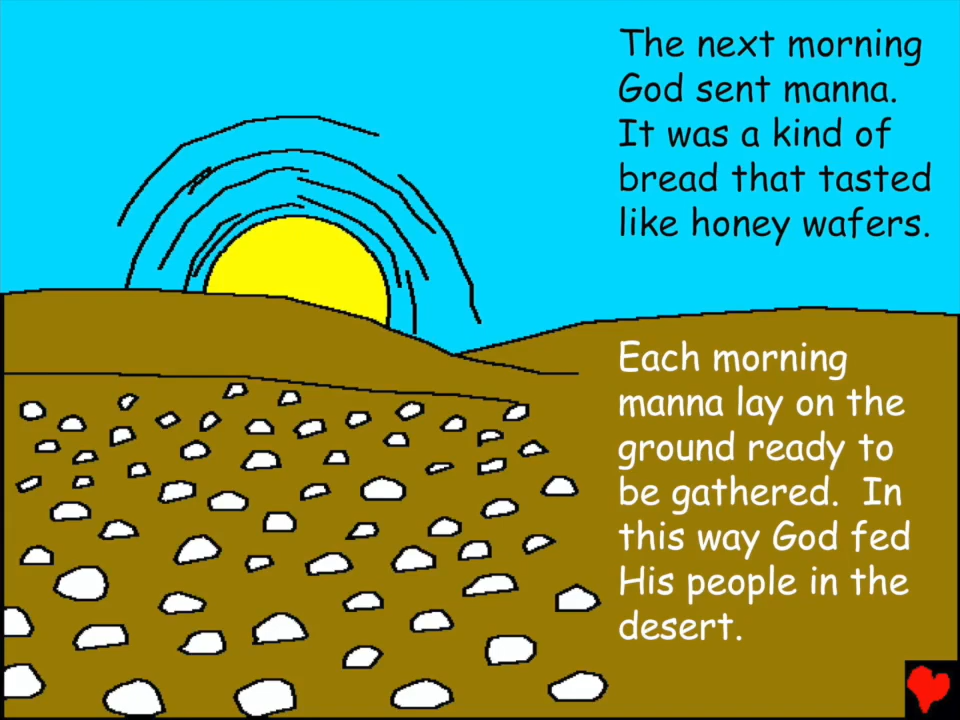 The next morning
God sent manna.
It was a kind of
bread that tasted
like honey wafers.
Each morning
manna lay on the
ground ready to
be gathered.  In
this way God fed
His people in the
desert.